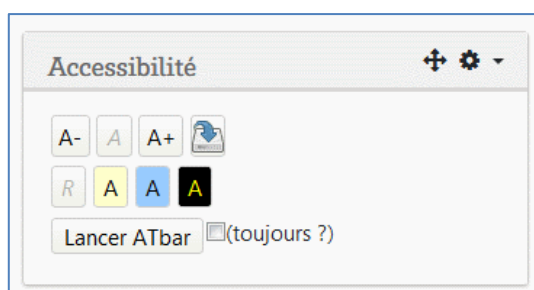 Accessibilité
A- A A+
R A A A
Lancer ATbar (toujours ?)